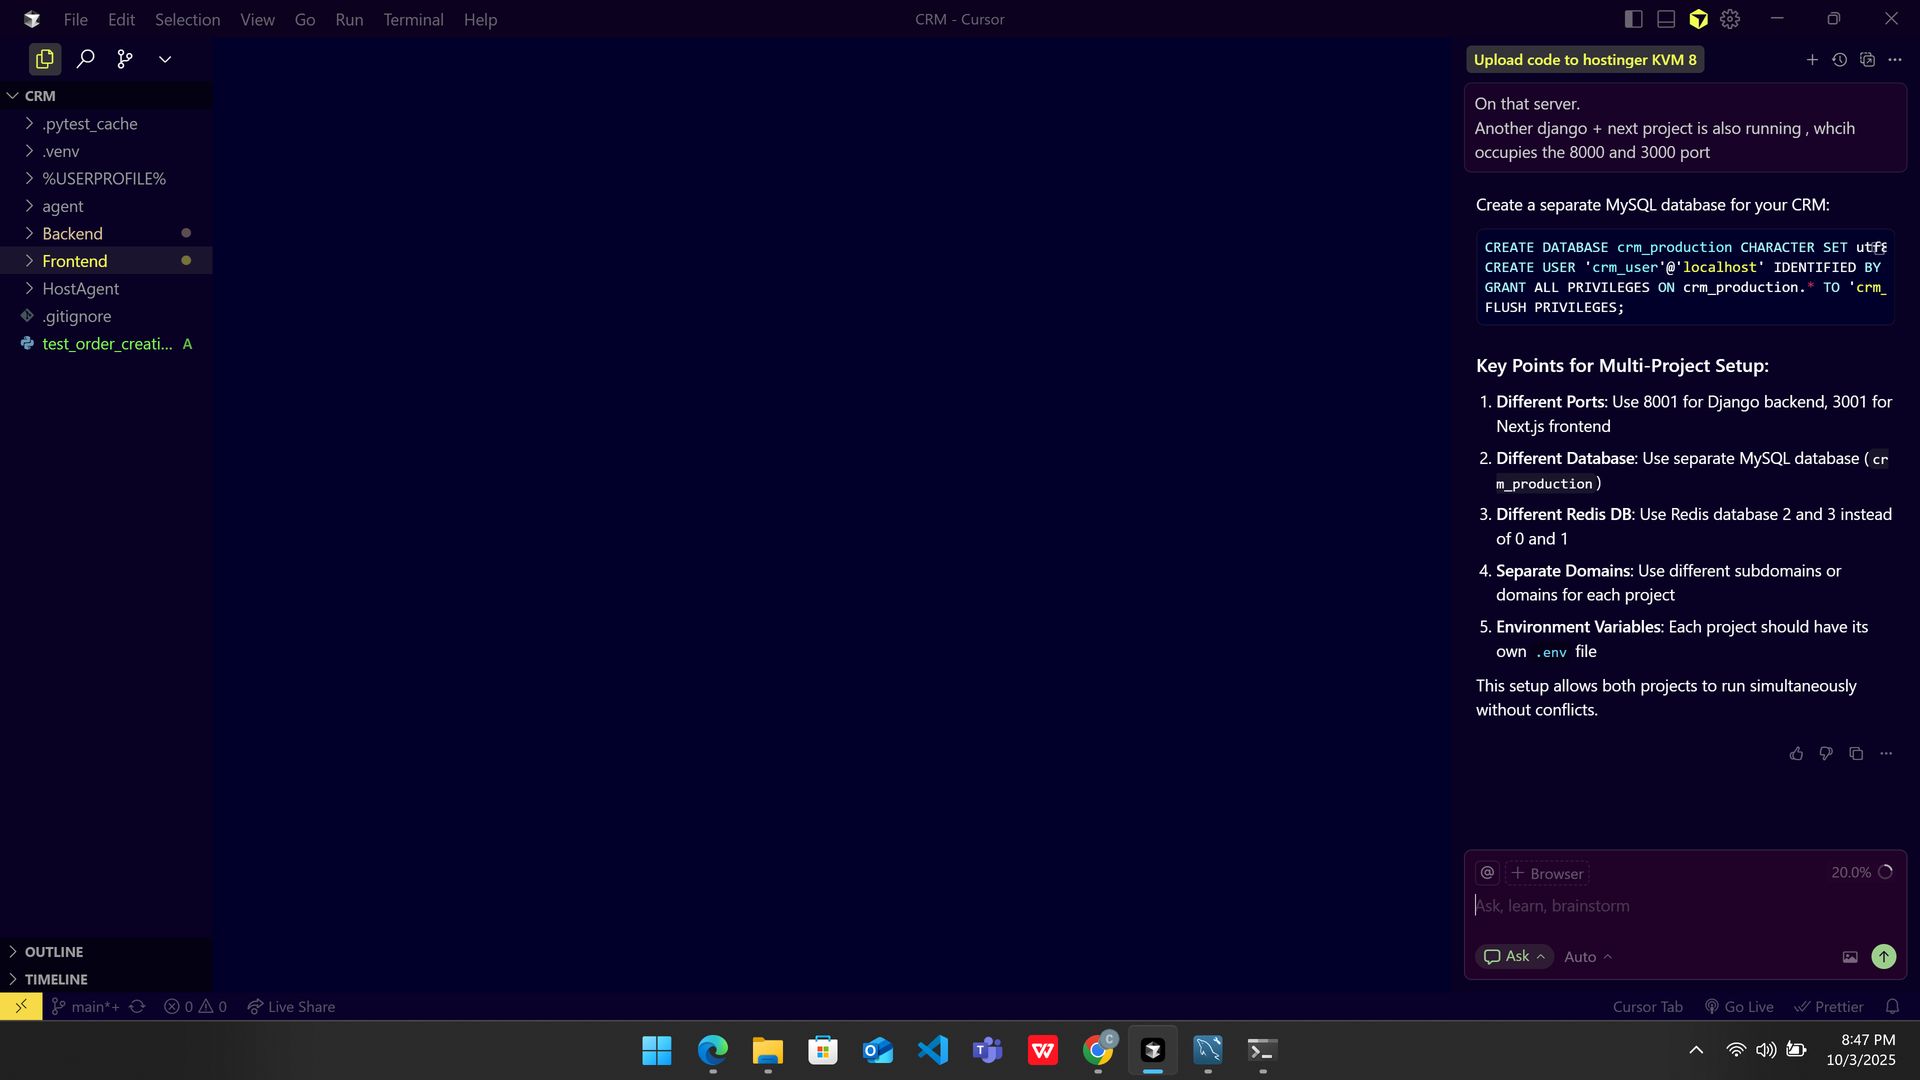 File Edit Selection View Go Run Terminal Help
CRM - Cursor
CRM
.pytest_cache
.venv
%USERPROFILE%
agent
Backend
Frontend
HostAgent
.gitignore
test_order_creati... A
OUTLINE
TIMELINE
Upload code to hostinger KVM 8
On that server.
Another django + next project is also running , whcih
occupies the 8000 and 3000 port
Create a separate MySQL database for your CRM:
CREATE DATABASE crm_production CHARACTER SET utf8
CREATE USER 'crm_user'@'localhost' IDENTIFIED BY
GRANT ALL PRIVILEGES ON crm_production.* TO 'crm_
FLUSH PRIVILEGES;
Key Points for Multi-Project Setup:
1. Different Ports: Use 8001 for Django backend, 3001 for
Next.js frontend
2. Different Database: Use separate MySQL database (cr
m_production)
3. Different Redis DB: Use Redis database 2 and 3 instead
of 0 and 1
4. Separate Domains: Use different subdomains or
domains for each project
5. Environment Variables: Each project should have its
own .env file
This setup allows both projects to run simultaneously
without conflicts.
@ + Browser 20.0%
Ask, learn, brainstorm
Ask Auto
main*+ 0 0 Live Share
Cursor Tab Go Live Prettier
8:47 PM
10/3/2025